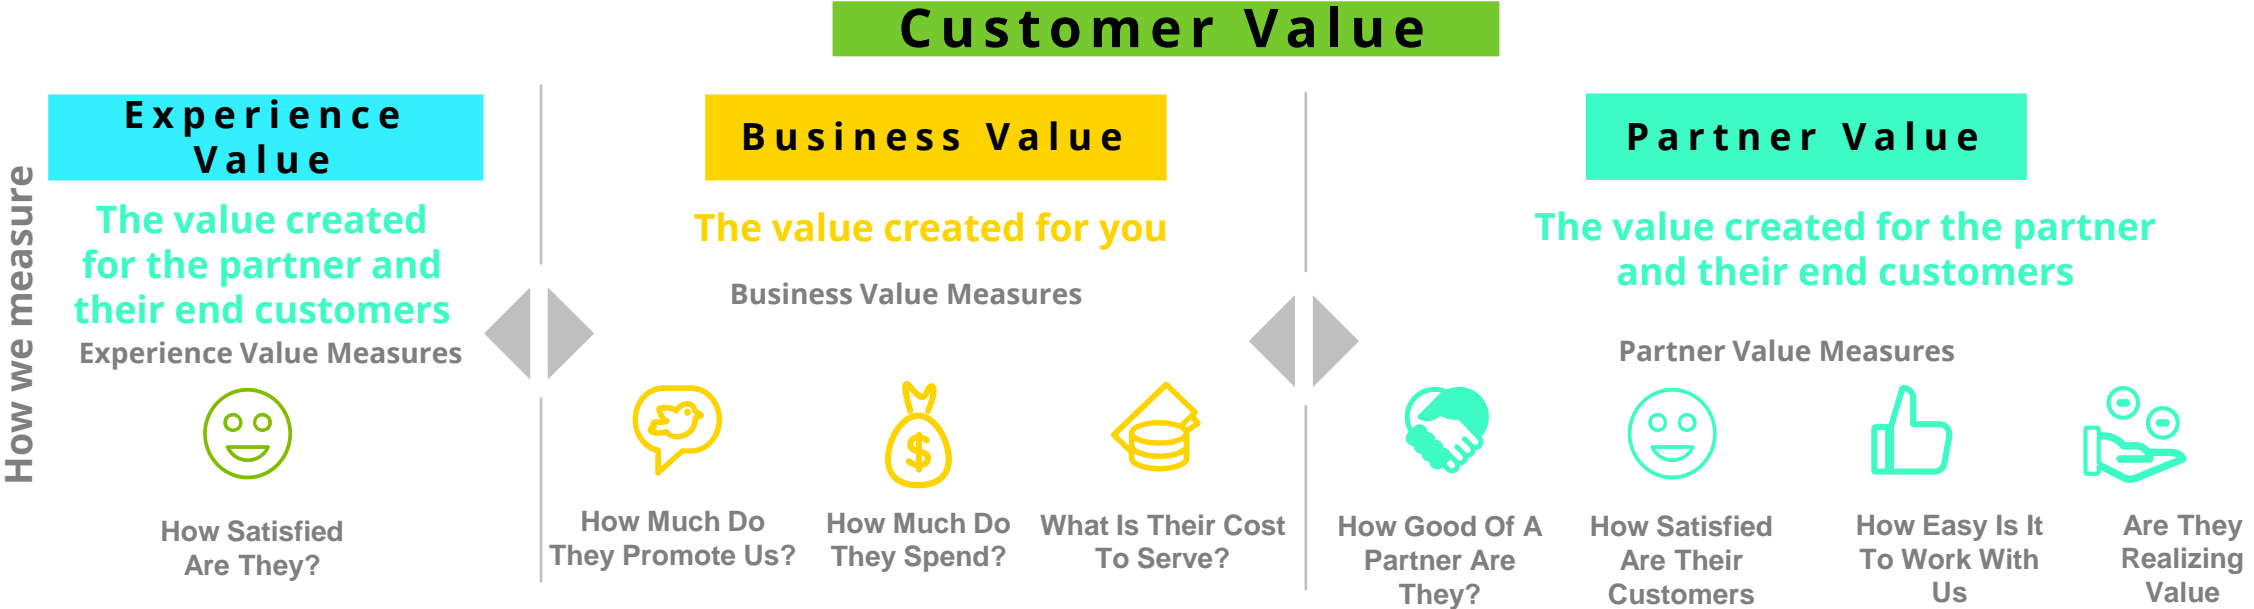 Customer Value
How we measure
Experience
Value
The value created
for the partner and
their end customers
Experience Value Measures
How Satisfied
Are They?
Business Value
The value created for you
Business Value Measures
How Much Do
They Promote Us?
$
How Much Do
They Spend?
What Is Their Cost
To Serve?
Partner Value
The value created for the partner
and their end customers
Partner Value Measures
How Good Of A
Partner Are
They?
How Satisfied
Are Their
Customers
How Easy Is It
To Work With
Us
Are They
Realizing
Value